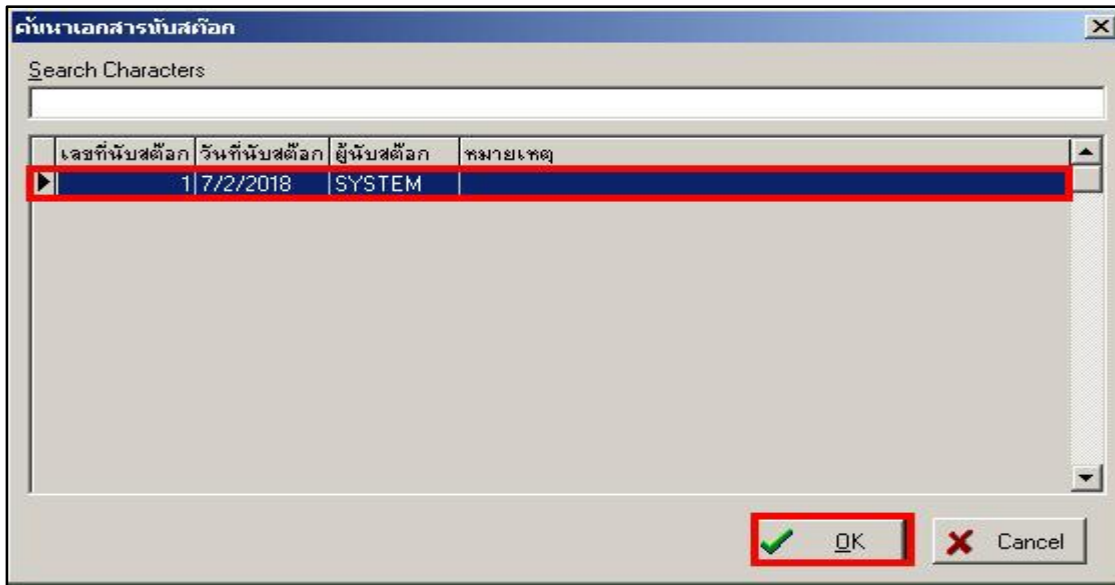 ค้นหาเอกสารนับสต๊อก
Search Characters
เลขที่นับสต๊อก วันที่นับสต๊อก ผู้นับสต๊อก หมายเหตุ
1 7/2/2018 SYSTEM
OK Cancel